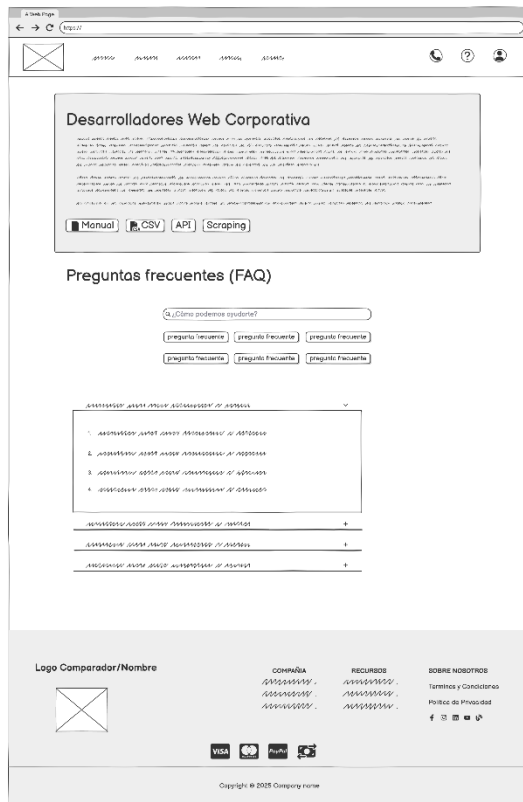 A Web Page
https://
Desarrolladores Web Corporativa
Manual CSV API Scraping
Preguntas frecuentes (FAQ)
¿Cómo podemos ayudarte?
pregunta frecuente pregunta frecuente pregunta frecuente
pregunta frecuente pregunta frecuente pregunta frecuente
1.
2.
3.
4.
Logo Comparador/Nombre
COMPAÑIA RECURSOS SOBRE NOSOTROS
Terminos y Condiciones
Politica de Privacidad
VISA PayPal
Copyright © 2025 Company name